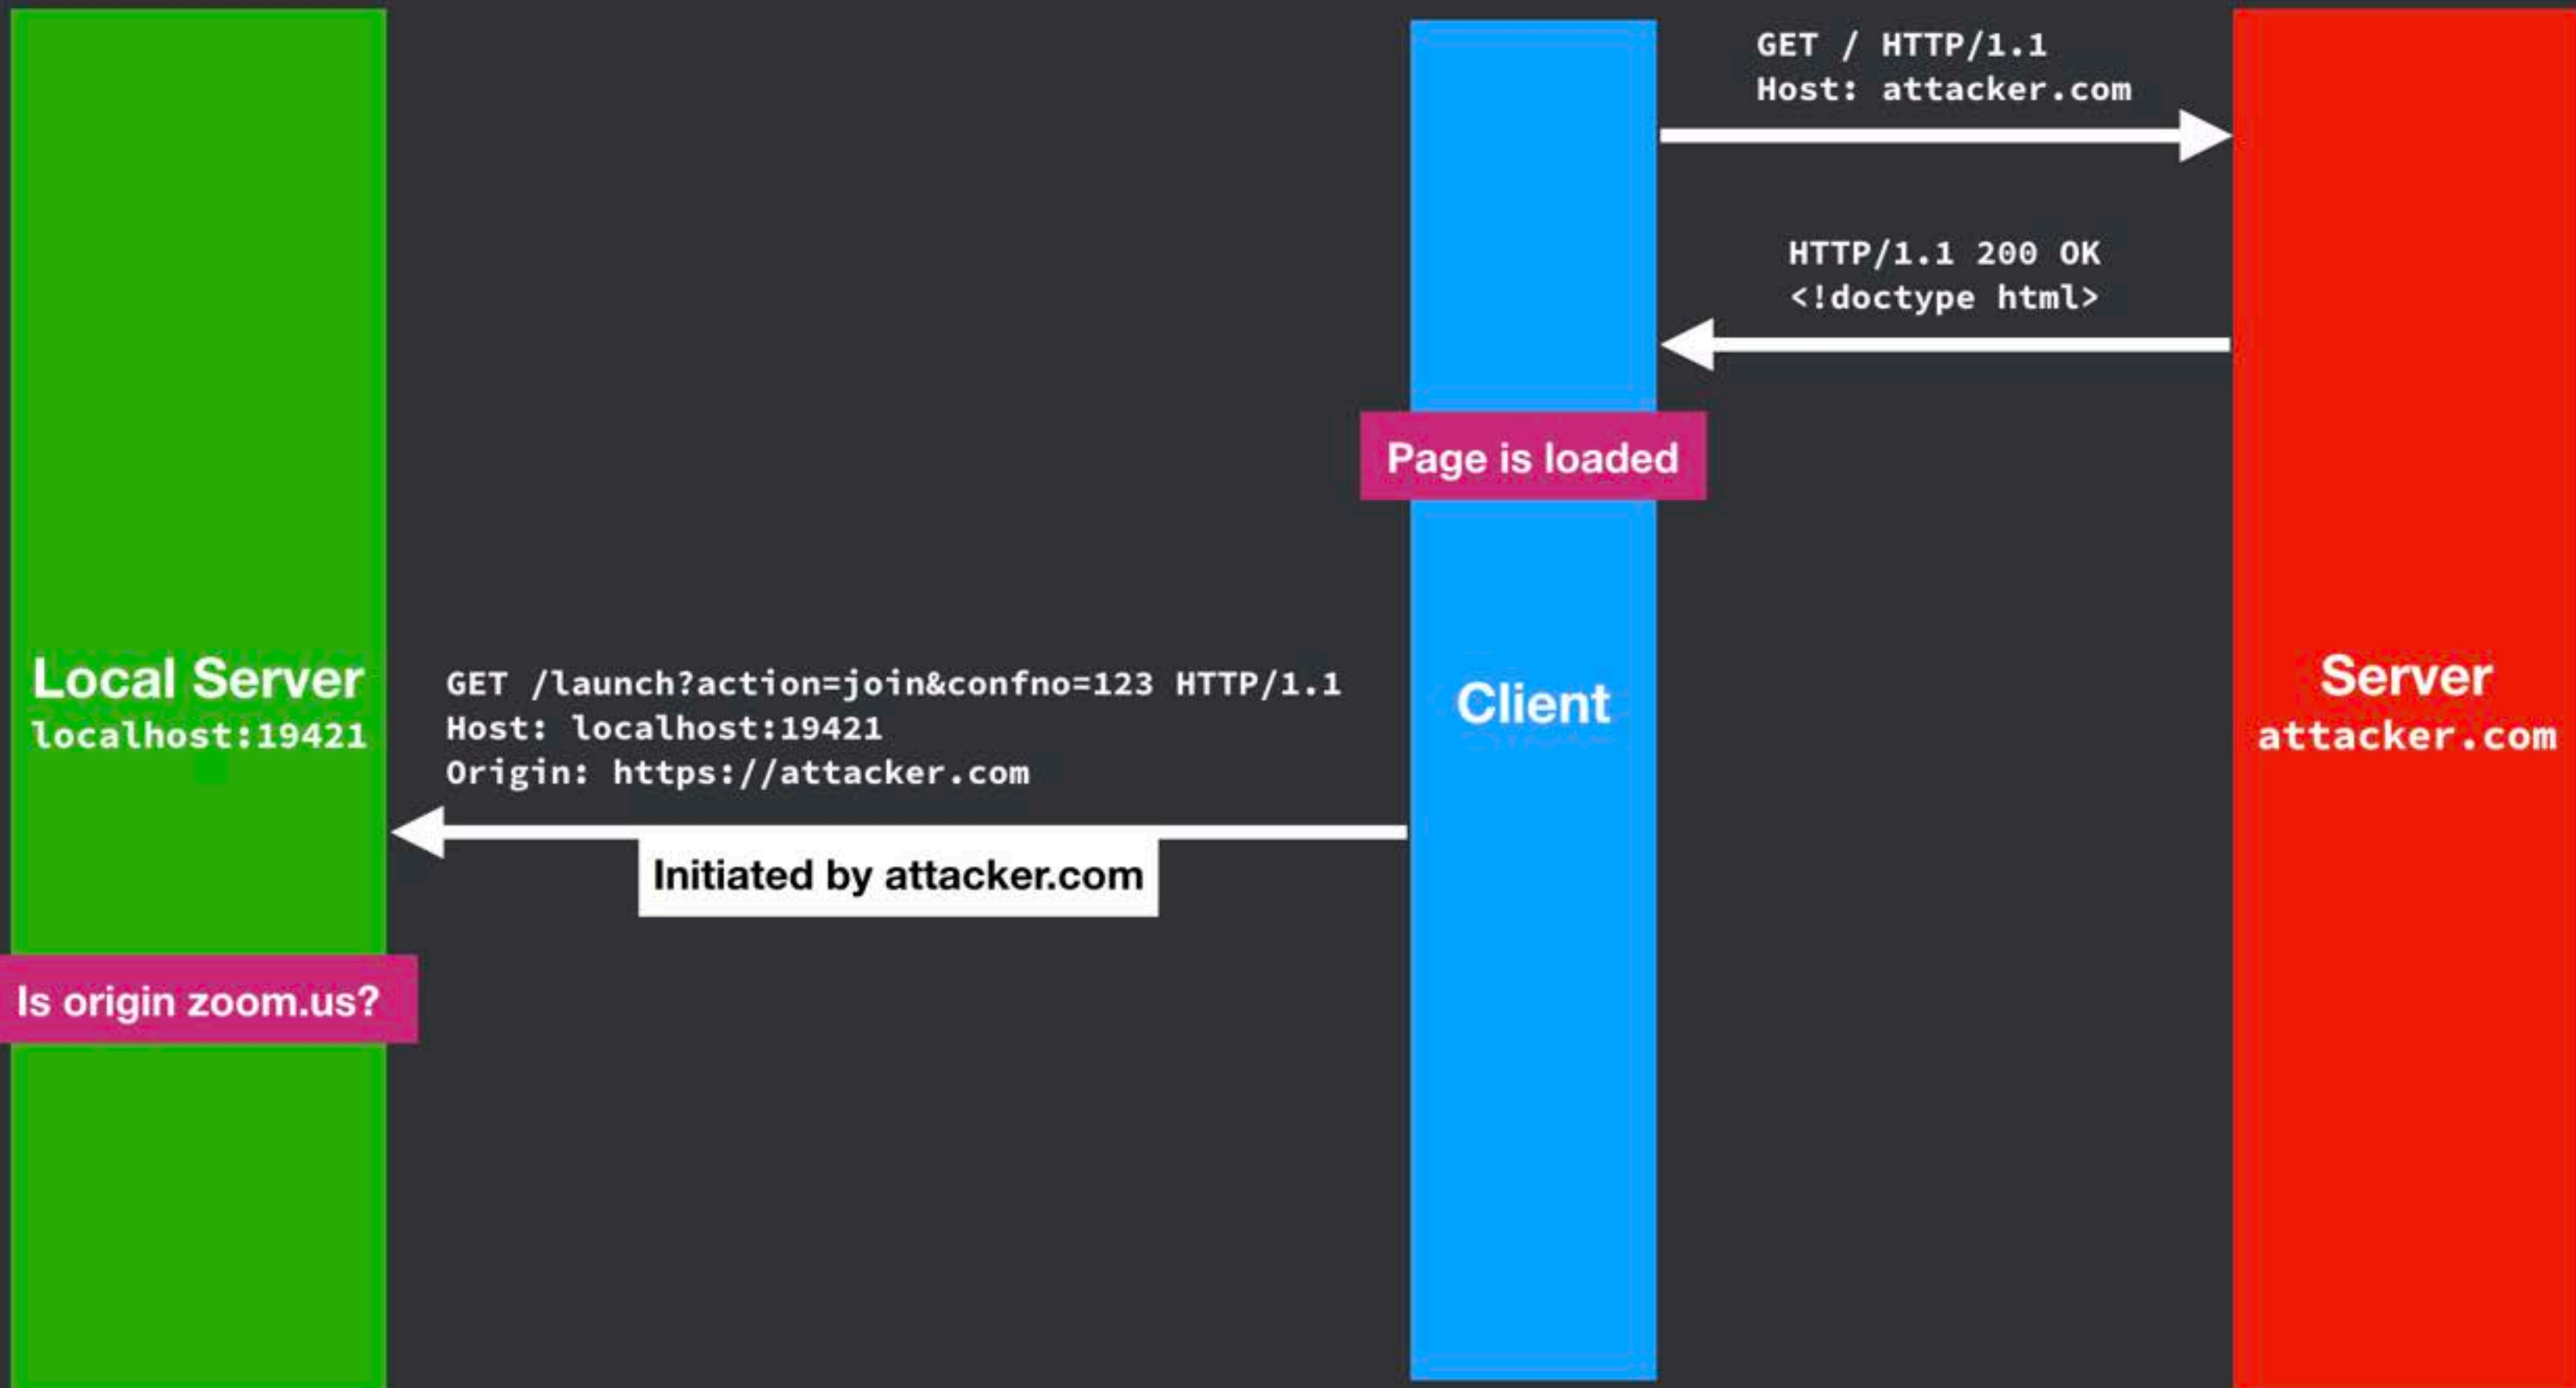 GET / HTTP/1.1
Host: attacker.com
HTTP/1.1 200 OK
<!doctype html>
Page is loaded
Local Server
localhost:19421
GET /launch?action=join&confno=123 HTTP/1.1
Host: localhost:19421
Origin: https://attacker.com
Client
Server
attacker.com
Initiated by attacker.com
Is origin zoom.us?